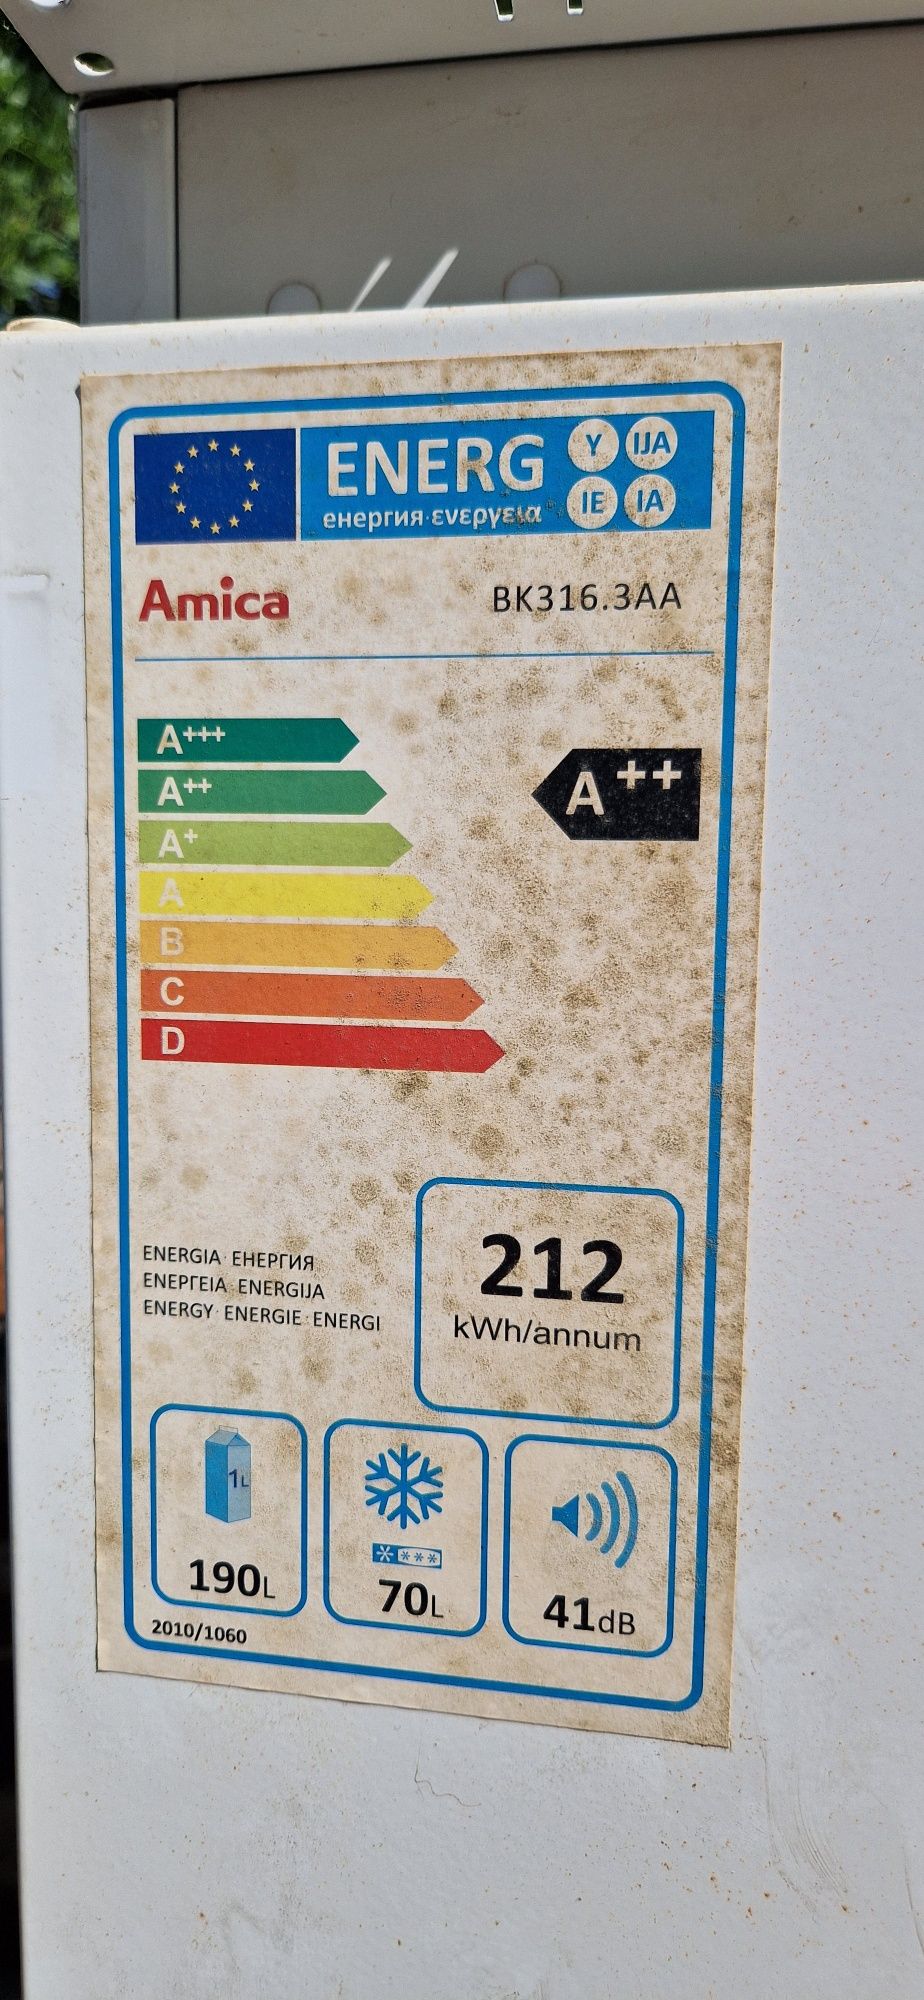 ENERG Y IJA
енергия·ενεργεια IE IA
Amica BK316.3AA
A+++
A++ A++
A+
A
B
C
D
212
kWh/annum
ENERGIA·ЕНЕРГИЯ
ΕΝΕΡΓΕΙΑ·ENERGIJA
ENERGY·ENERGIE·ENERGI
1L
190L
70L
41dB
2010/1060